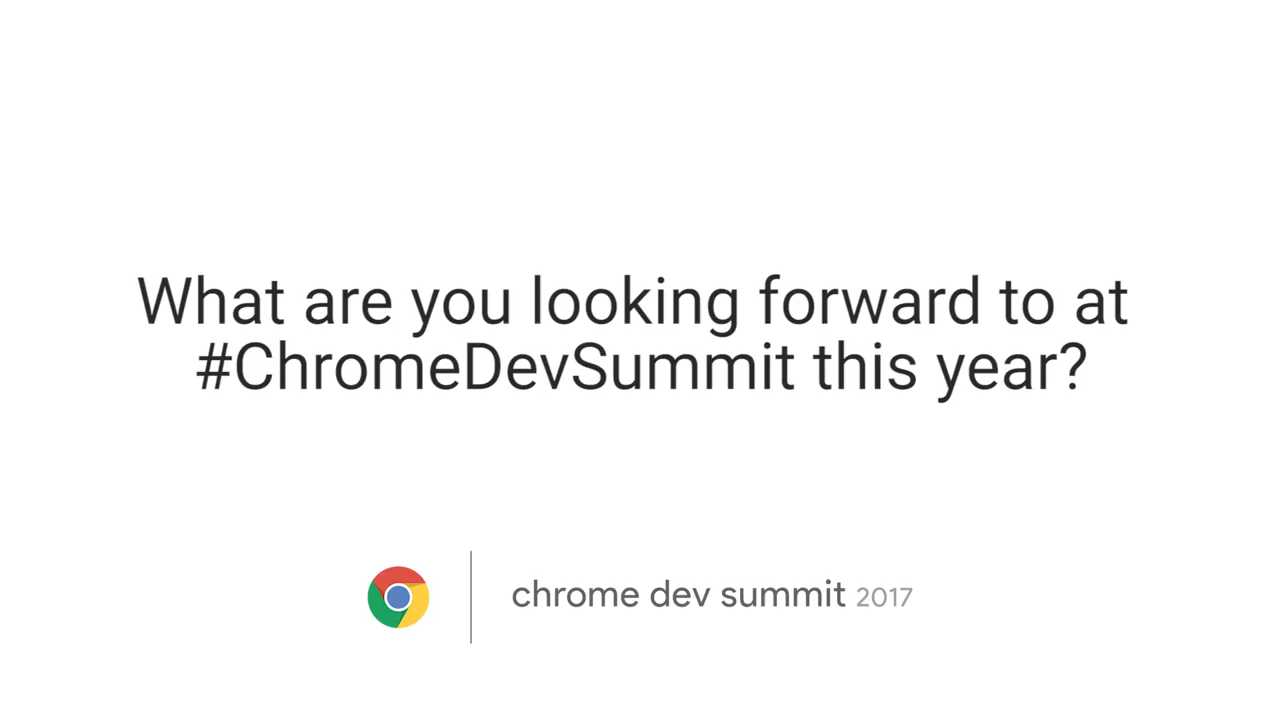 What are you looking forward to at
#ChromeDevSummit this year?
chrome dev summit 2017